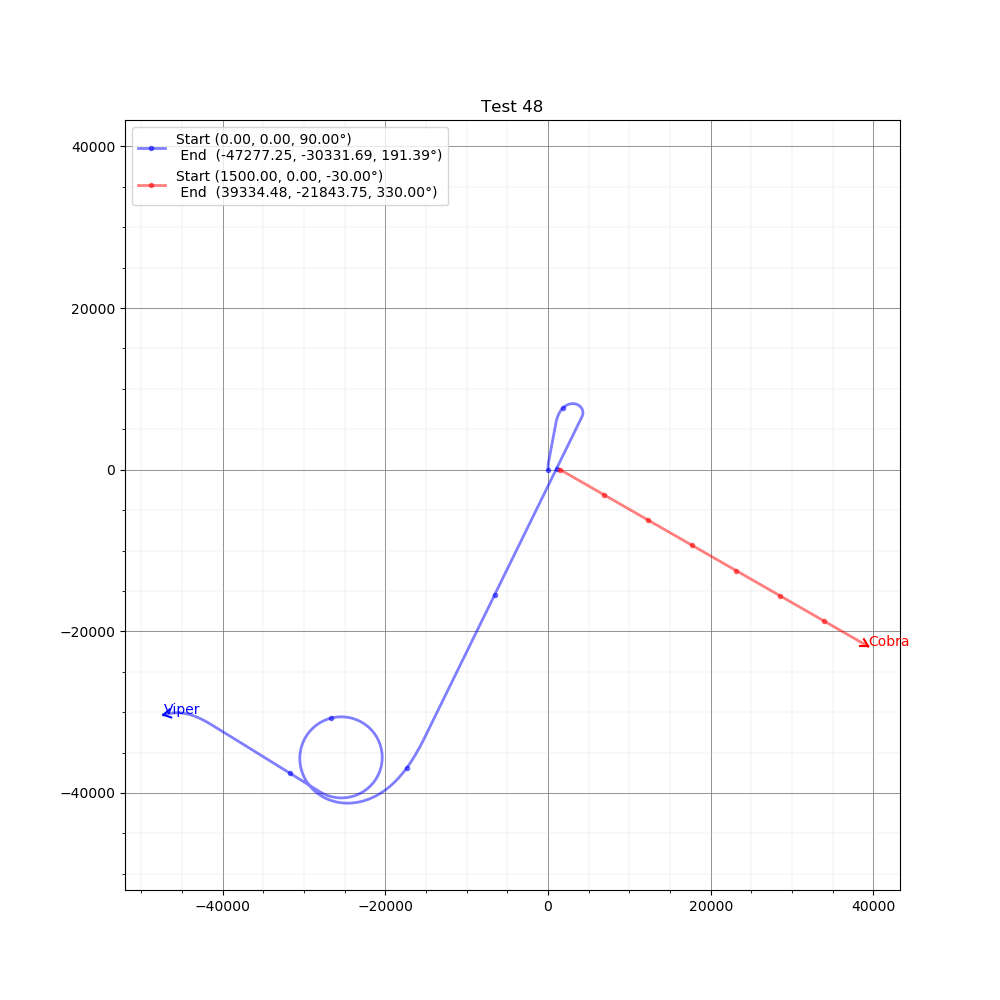 Test 48
Start (0.00, 0.00, 90.00°)
End (-47277.25, -30331.69, 191.39°)
Start (1500.00, 0.00, -30.00°)
End (39334.48, -21843.75, 330.00°)
40000
20000
0
−20000
−40000
Cobra
Viper
−40000
−20000
0
20000
40000